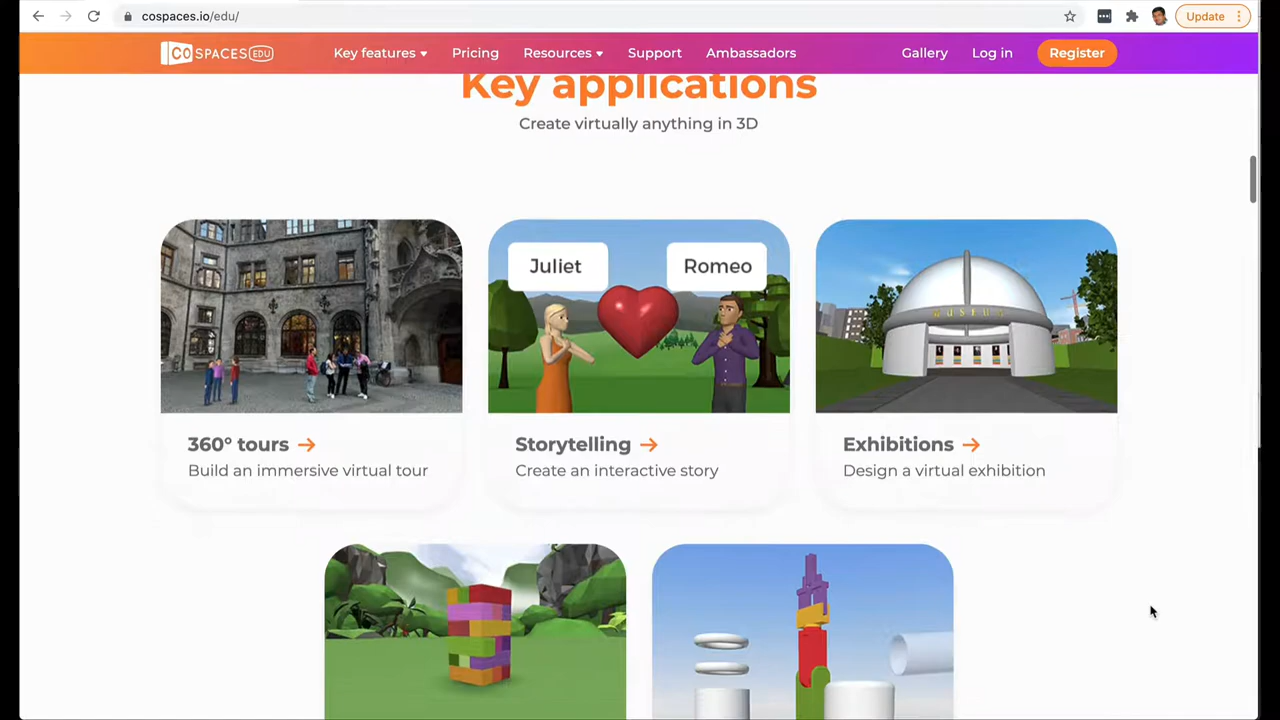 cospaces.io/edu/
Update
COSPACES EDU
Key features
Pricing
Resources
Support
Ambassadors
Gallery
Log in
Register
Key applications
Create virtually anything in 3D
Juliet
Romeo
MUSEUM
360° tours →
Build an immersive virtual tour
Storytelling →
Create an interactive story
Exhibitions →
Design a virtual exhibition